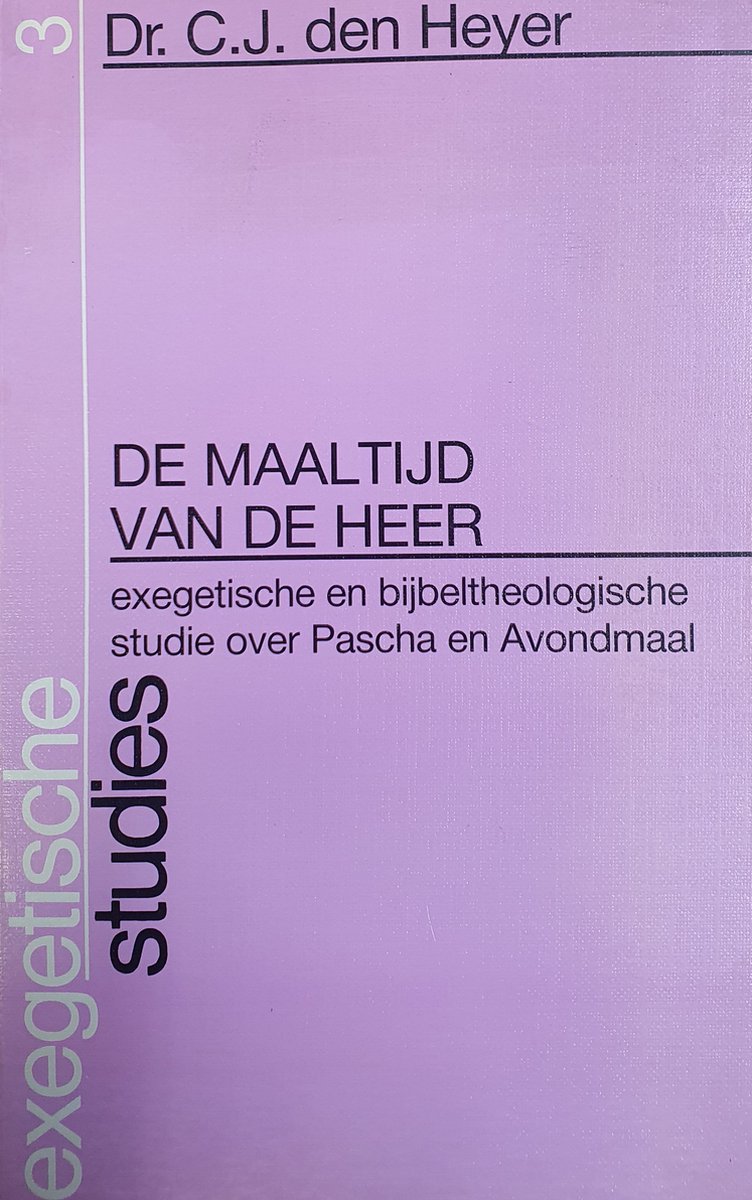 3
Dr. C.J. den Heyer
DE MAALTIJD
VAN DE HEER
exegetische en bijbeltheologische
studie over Pascha en Avondmaal
exegetische
studies